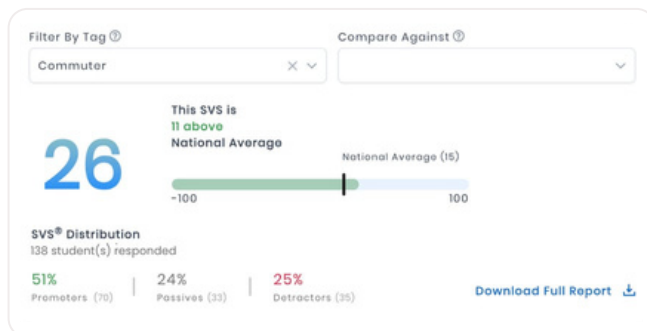 Filter By Tag ?
Compare Against ?
Commuter
This SVS is
11 above
National Average
26
National Average (15)
-100
100
SVS® Distribution
138 student(s) responded
51%
24%
25%
Promoters (70)
Passives (33)
Detractors (35)
Download Full Report